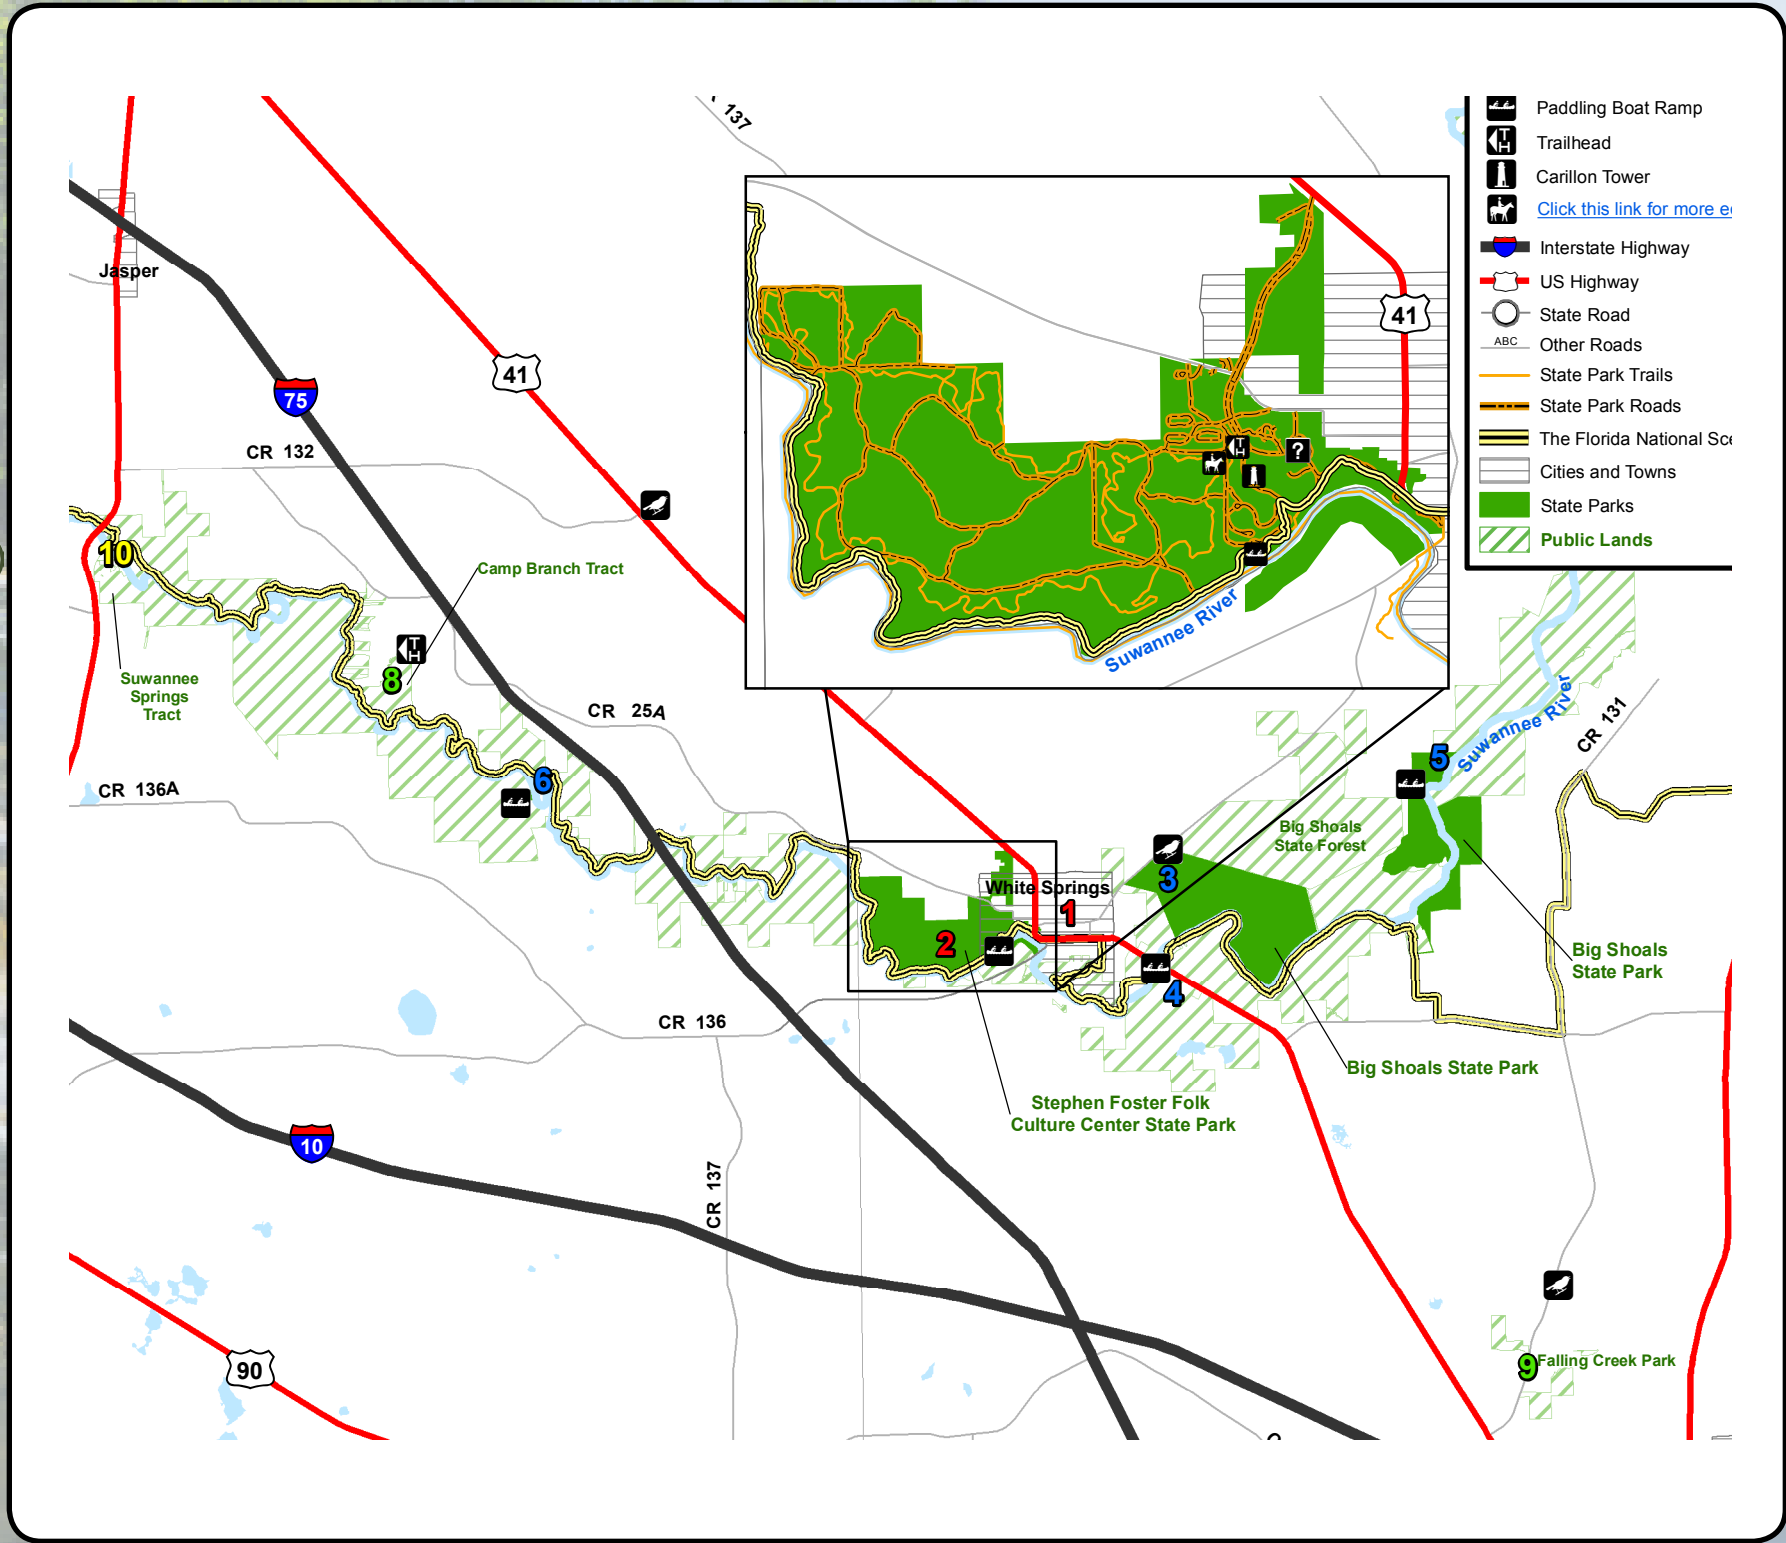 137
Paddling Boat Ramp
TH
Trailhead
Carillon Tower
Click this link for more e
Interstate Highway
US Highway
State Road
ABC
Other Roads
State Park Trails
State Park Roads
The Florida National Sce
Cities and Towns
State Parks
Public Lands
Jasper
41
75
41
CR 132
TH
?
Suwannee River
10
Camp Branch Tract
TH
8
Suwannee
Springs
Tract
CR 25A
6
CR 136A
5
Suwannee River
CR 131
Big Shoals
State Forest
3
White Springs
1
2
4
Big Shoals
State Park
CR 136
Big Shoals State Park
Stephen Foster Folk
Culture Center State Park
10
CR 137
90
9
Falling Creek Park